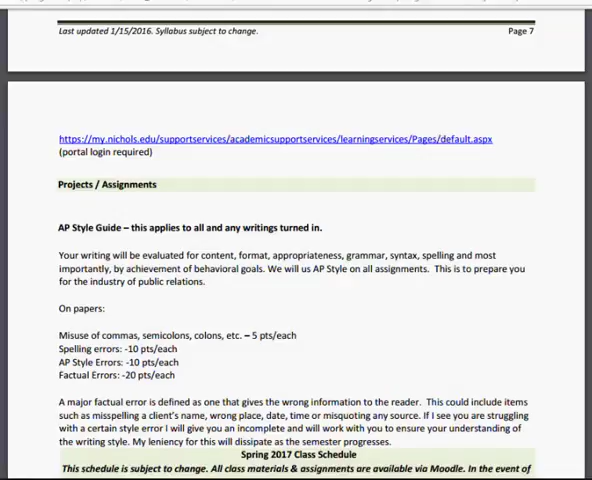 Last updated 1/15/2016. Syllabus subject to change. Page 7
https://my.nichols.edu/supportservices/academicsupportservices/learningservices/Pages/default.aspx
(portal login required)
Projects / Assignments
AP Style Guide – this applies to all and any writings turned in.
Your writing will be evaluated for content, format, appropriateness, grammar, syntax, spelling and most
importantly, by achievement of behavioral goals. We will us AP Style on all assignments. This is to prepare you
for the industry of public relations.
On papers:
Misuse of commas, semicolons, colons, etc. – 5 pts/each
Spelling errors: -10 pts/each
AP Style Errors: -10 pts/each
Factual Errors: -20 pts/each
A major factual error is defined as one that gives the wrong information to the reader. This could include items
such as misspelling a client's name, wrong place, date, time or misquoting any source. If I see you are struggling
with a certain style error I will give you an incomplete and will work with you to ensure your understanding of
the writing style. My leniency for this will dissipate as the semester progresses.
Spring 2017 Class Schedule
This schedule is subject to change. All class materials & assignments are available via Moodle. In the event of